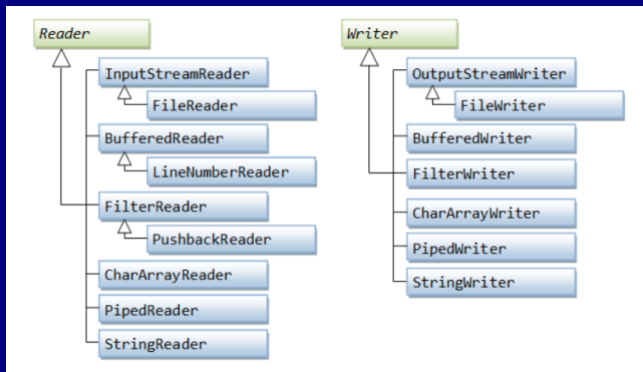 Reader
InputStreamReader
FileReader
BufferedReader
LineNumberReader
FilterReader
PushbackReader
CharArrayReader
PipedReader
StringReader
Writer
OutputStreamWriter
FileWriter
BufferedWriter
FilterWriter
CharArrayWriter
PipedWriter
StringWriter